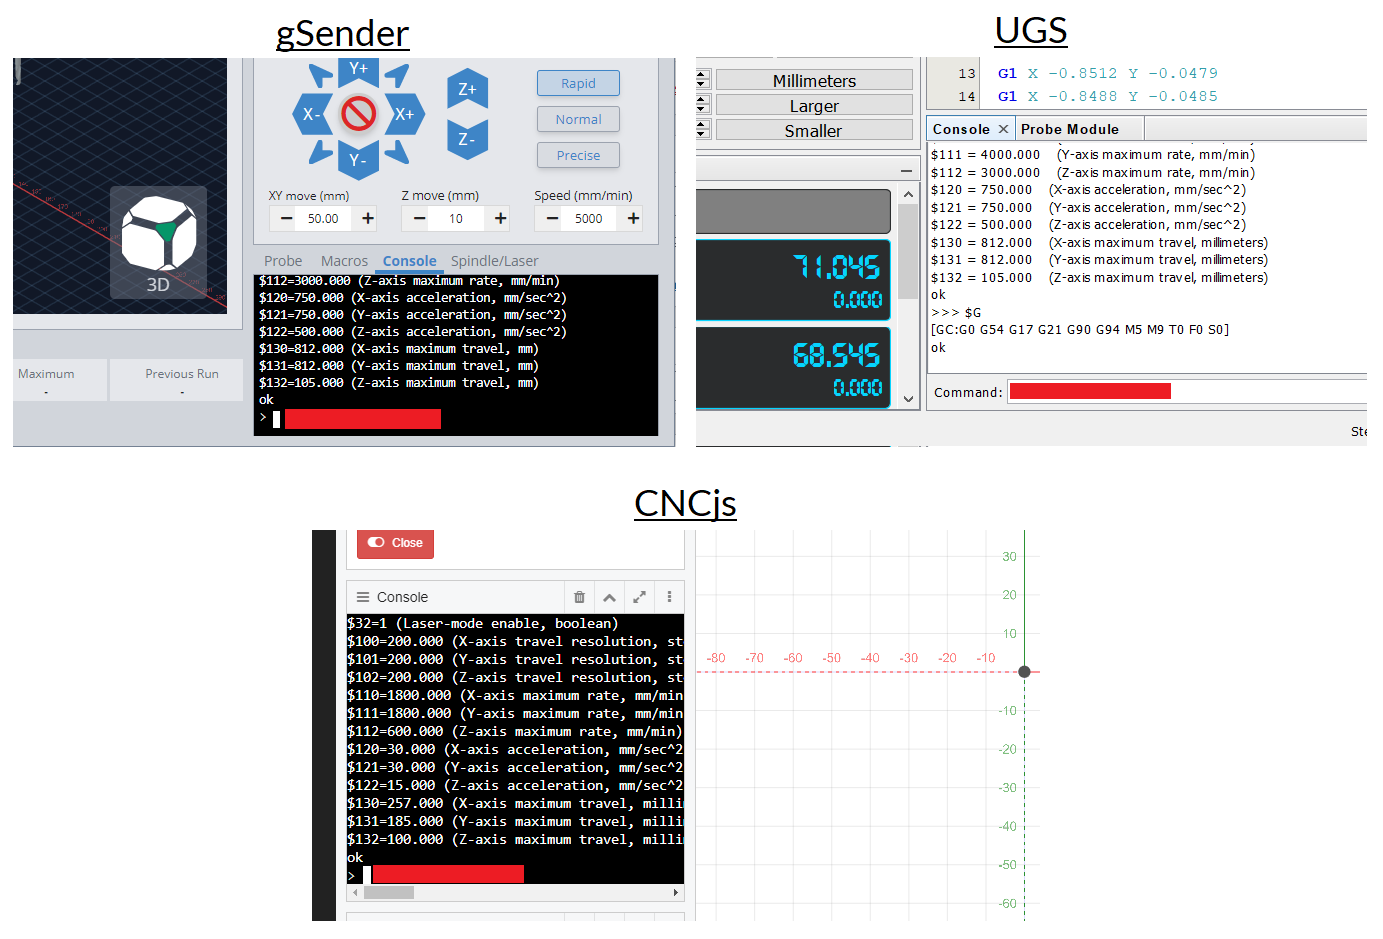 gSender
Y+
X-
X+
Y-
Z+
Z-
Rapid
Normal
Precise
XY move (mm)
Z move (mm)
Speed (mm/min)
− 50.00 +
− 10 +
− 5000 +
3D
Probe Macros Console Spindle/Laser
$112=3000.000 (Z-axis maximum rate, mm/min)
$120=750.000 (X-axis acceleration, mm/sec^2)
$121=750.000 (Y-axis acceleration, mm/sec^2)
$122=500.000 (Z-axis acceleration, mm/sec^2)
$130=812.000 (X-axis maximum travel, mm)
$131=812.000 (Y-axis maximum travel, mm)
$132=105.000 (Z-axis maximum travel, mm)
ok
>
Maximum
-
Previous Run
-
UGS
Millimeters
Larger
Smaller
71.045
0.000
68.545
0.000
13 G1 X -0.8512 Y -0.0479
14 G1 X -0.8488 Y -0.0485
Console × Probe Module
$111 = 4000.000 (Y-axis maximum rate, mm/min)
$112 = 3000.000 (Z-axis maximum rate, mm/min)
$120 = 750.000 (X-axis acceleration, mm/sec^2)
$121 = 750.000 (Y-axis acceleration, mm/sec^2)
$122 = 500.000 (Z-axis acceleration, mm/sec^2)
$130 = 812.000 (X-axis maximum travel, millimeters)
$131 = 812.000 (Y-axis maximum travel, millimeters)
$132 = 105.000 (Z-axis maximum travel, millimeters)
ok
>>> $G
[GC:G0 G54 G17 G21 G90 G94 M5 M9 T0 F0 S0]
ok
Command:
Ste
CNCjs
Close
Console
$32=1 (Laser-mode enable, boolean)
$100=200.000 (X-axis travel resolution, st
$101=200.000 (Y-axis travel resolution, st
$102=200.000 (Z-axis travel resolution, st
$110=1800.000 (X-axis maximum rate, mm/min
$111=1800.000 (Y-axis maximum rate, mm/min
$112=600.000 (Z-axis maximum rate, mm/min)
$120=30.000 (X-axis acceleration, mm/sec^2
$121=30.000 (Y-axis acceleration, mm/sec^2
$122=15.000 (Z-axis acceleration, mm/sec^2
$130=257.000 (X-axis maximum travel, milli
$131=185.000 (Y-axis maximum travel, milli
$132=100.000 (Z-axis maximum travel, milli
ok
>
30
20
10
-80 -70 -60 -50 -40 -30 -20 -10
-10
-20
-30
-40
-50
-60